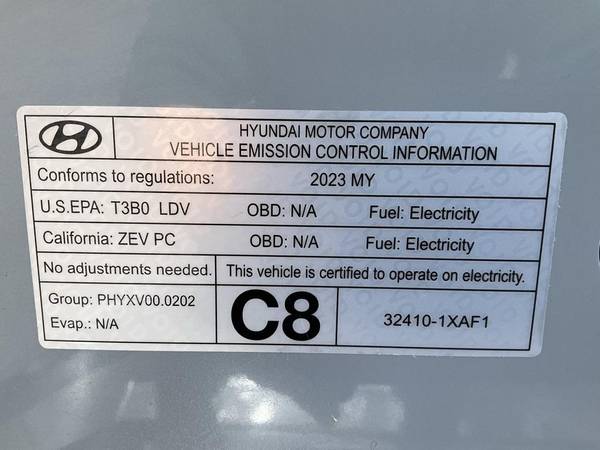 HYUNDAI MOTOR COMPANY
VEHICLE EMISSION CONTROL INFORMATION
Conforms to regulations: 2023 MY
U.S.EPA: T3B0 LDV OBD: N/A Fuel: Electricity
California: ZEV PC OBD: N/A Fuel: Electricity
No adjustments needed. This vehicle is certified to operate on electricity.
Group: PHYXV00.0202
Evap.: N/A
C8
32410-1XAF1